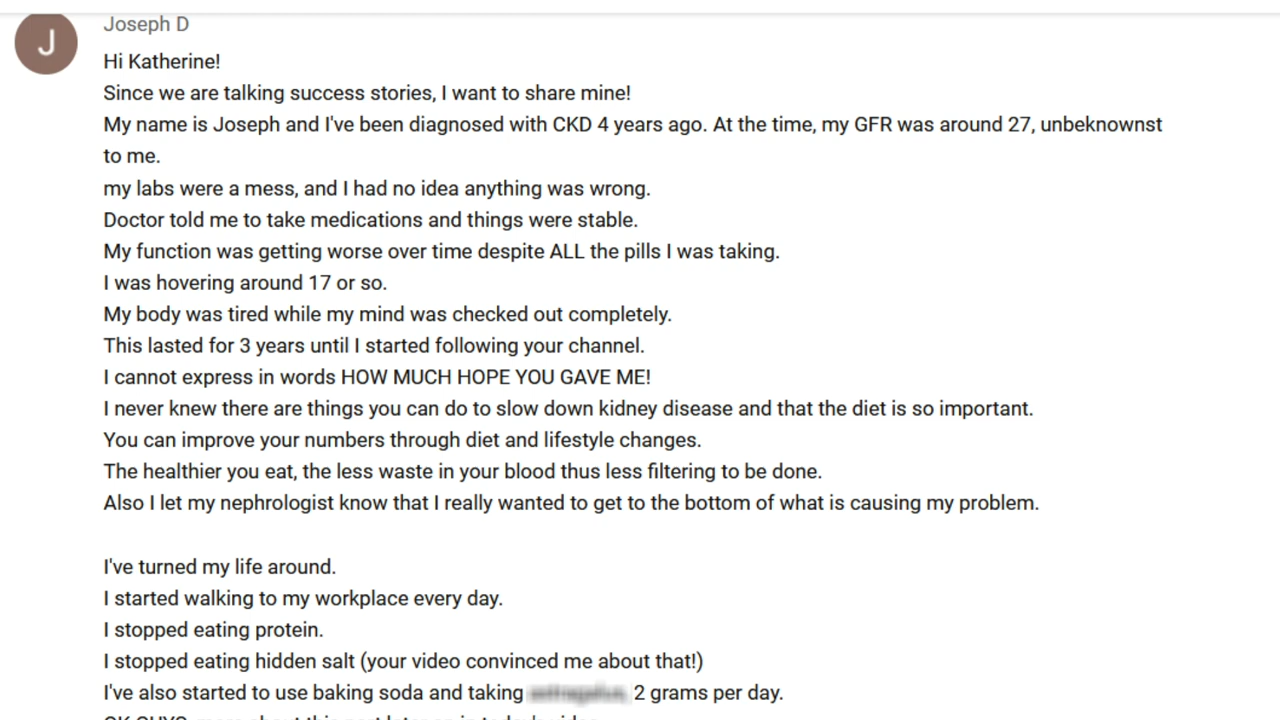 J
Joseph D
Hi Katherine!
Since we are talking success stories, I want to share mine!
My name is Joseph and I've been diagnosed with CKD 4 years ago. At the time, my GFR was around 27, unbeknownst
to me.
my labs were a mess, and I had no idea anything was wrong.
Doctor told me to take medications and things were stable.
My function was getting worse over time despite ALL the pills I was taking.
I was hovering around 17 or so.
My body was tired while my mind was checked out completely.
This lasted for 3 years until I started following your channel.
I cannot express in words HOW MUCH HOPE YOU GAVE ME!
I never knew there are things you can do to slow down kidney disease and that the diet is so important.
You can improve your numbers through diet and lifestyle changes.
The healthier you eat, the less waste in your blood thus less filtering to be done.
Also I let my nephrologist know that I really wanted to get to the bottom of what is causing my problem.
I've turned my life around.
I started walking to my workplace every day.
I stopped eating protein.
I stopped eating hidden salt (your video convinced me about that!)
I've also started to use baking soda and taking 2 grams per day.